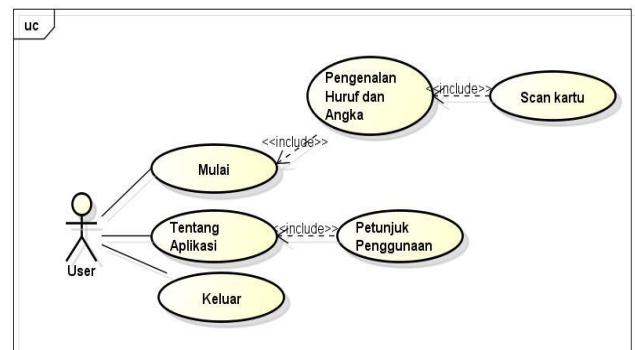 uc
Pengenalan
Huruf dan
Angka
<<include>>
Scan kartu
<<include>>
Mulai
Tentang
Aplikasi
<<include>>
Petunjuk
Penggunaan
User
Keluar